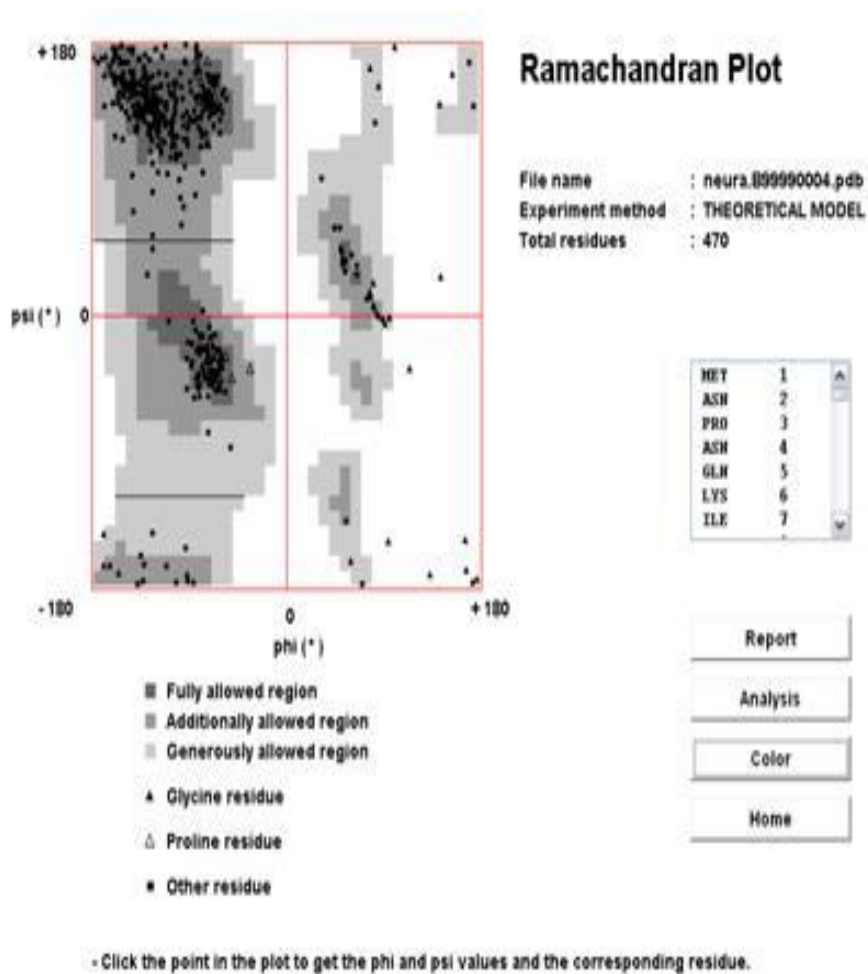 Ramachandran Plot
File name : neura.B99990004.pdb
Experiment method : THEORETICAL MODEL
Total residues : 470
+180
psi (°) 0
-180
0
+180
phi (°)
MET 1
ASN 2
PRO 3
ASN 4
GLN 5
LYS 6
ILE 7
Report
Analysis
Color
Home
Fully allowed region
Additionally allowed region
Generously allowed region
Glycine residue
Proline residue
Other residue
- Click the point in the plot to get the phi and psi values and the corresponding residue.